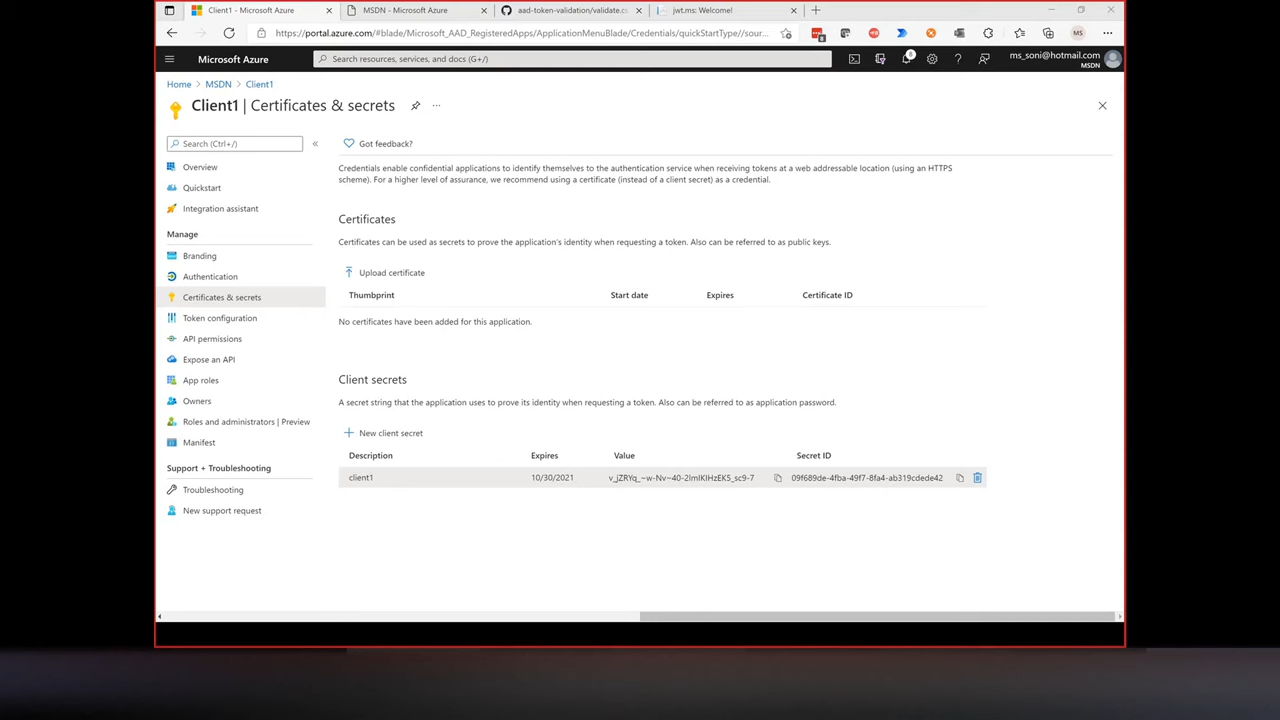 Client1 - Microsoft Azure
MSDN - Microsoft Azure
aad-token-validation/validate.cs
jwt.ms: Welcome!
https://portal.azure.com/#blade/Microsoft_AAD_RegisteredApps/ApplicationMenuBlade/Credentials/quickStartType//sour...
MS
Microsoft Azure
Search resources, services, and docs (G+/)
ms_soni@hotmail.com
MSDN
Home > MSDN > Client1
Client1 | Certificates & secrets
Search (Ctrl+/)
Got feedback?
Overview
Quickstart
Integration assistant
Manage
Branding
Authentication
Certificates & secrets
Token configuration
API permissions
Expose an API
App roles
Owners
Roles and administrators | Preview
Manifest
Support + Troubleshooting
Troubleshooting
New support request
Credentials enable confidential applications to identify themselves to the authentication service when receiving tokens at a web addressable location (using an HTTPS
scheme). For a higher level of assurance, we recommend using a certificate (instead of a client secret) as a credential.
Certificates
Certificates can be used as secrets to prove the application's identity when requesting a token. Also can be referred to as public keys.
Upload certificate
Thumbprint Start date Expires Certificate ID
No certificates have been added for this application.
Client secrets
A secret string that the application uses to prove its identity when requesting a token. Also can be referred to as application password.
New client secret
Description Expires Value Secret ID
client1 10/30/2021 v_jZRYq_~w-Nv~40-2lmIKIHzEK5_sc9-7 09f689de-4fba-49f7-8fa4-ab319cdede42